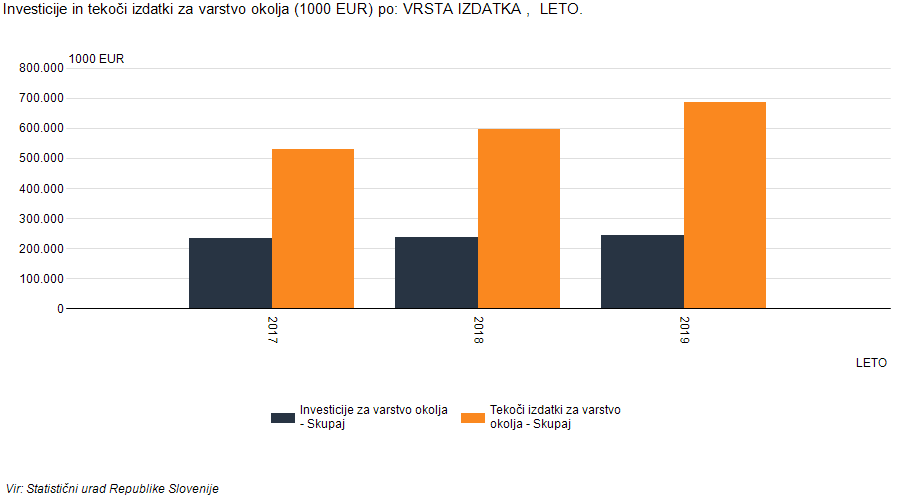 Investicije in tekoči izdatki za varstvo okolja (1000 EUR) po: VRSTA IZDATKA , LETO.
1000 EUR
800.000
700.000
600.000
500.000
400.000
300.000
200.000
100.000
0
2017
2018
2019
LETO
Investicije za varstvo okolja
- Skupaj
Tekoči izdatki za varstvo
okolja - Skupaj
Vir: Statistični urad Republike Slovenije